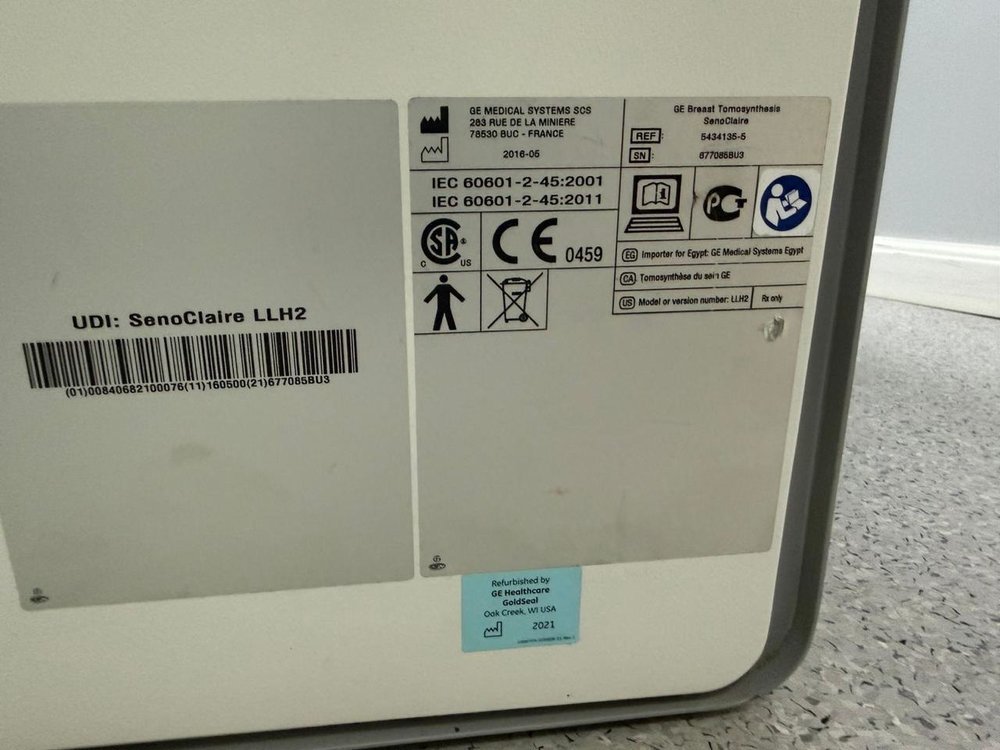 UDI: SenoClaire LLH2
(01)00840682100076(11)160500(21)677085BU3
GE MEDICAL SYSTEMS SCS
283 RUE DE LA MINIERE
78530 BUC - FRANCE
2016-05
GE Breast Tomosynthesis
SenoClaire
REF: 5434135-5
SN: 677085BU3
IEC 60601-2-45:2001
IEC 60601-2-45:2011
SA
C US
CE 0459
PCT
EG Importer for Egypt: GE Medical Systems Egypt
CA Tomosynthèse du sein GE
US Model or version number: LLH2
Rx only
Refurbished by
GE Healthcare
GoldSeal
Oak Creek, WI USA
2021